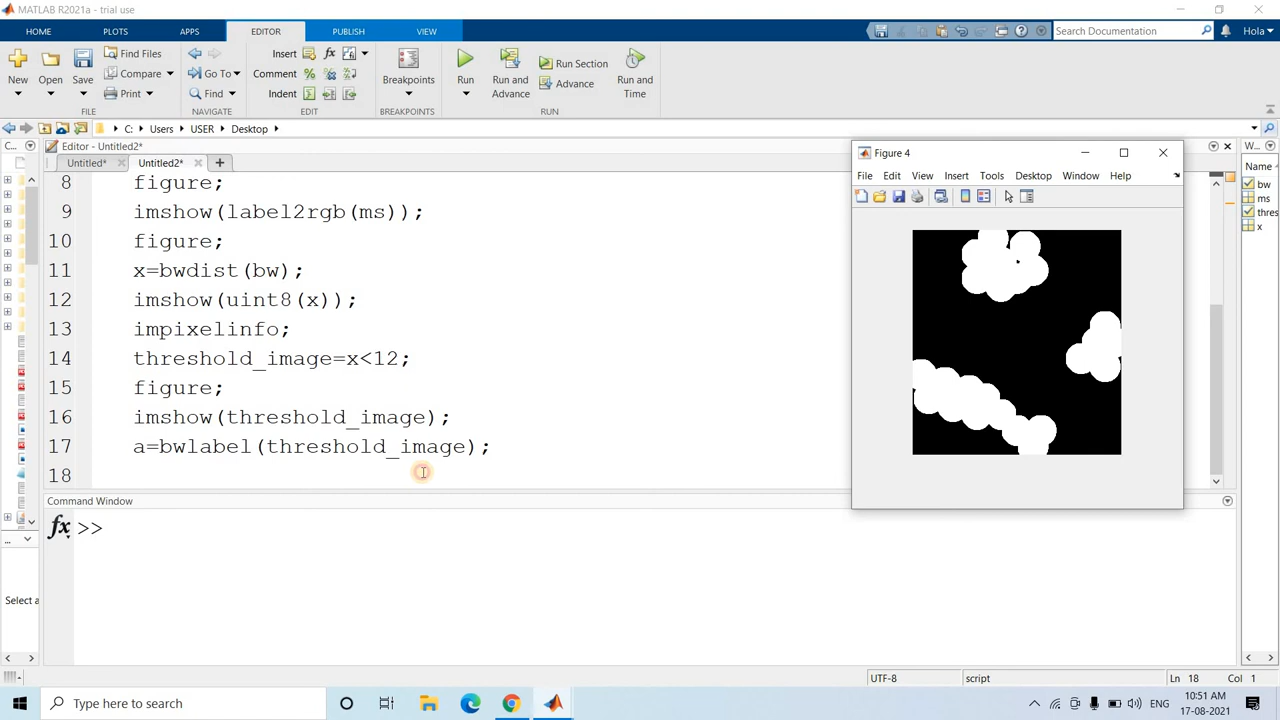 MATLAB R2021a - trial use
HOME PLOTS APPS EDITOR PUBLISH VIEW Search Documentation Hola
New Open Save Find Files Compare Print Go To Find Insert fx Comment Indent Breakpoints Run Run and Advance Run Section Advance Run and Time
FILE NAVIGATE EDIT BREAKPOINTS RUN
C: Users USER Desktop
C... Editor - Untitled2* W...
Untitled* Untitled2* + Name
8 figure;
9 imshow(label2rgb(ms));
10 figure;
11 x=bwdist(bw);
12 imshow(uint8(x));
13 impixelinfo;
14 threshold_image=x<12;
15 figure;
16 imshow(threshold_image);
17 a=bwlabel(threshold_image);
18
bw
ms
thres
x
Figure 4
File Edit View Insert Tools Desktop Window Help
Command Window
fx >>
...
Select a
UTF-8 script Ln 18 Col 1
Type here to search ENG 10:51 AM
17-08-2021